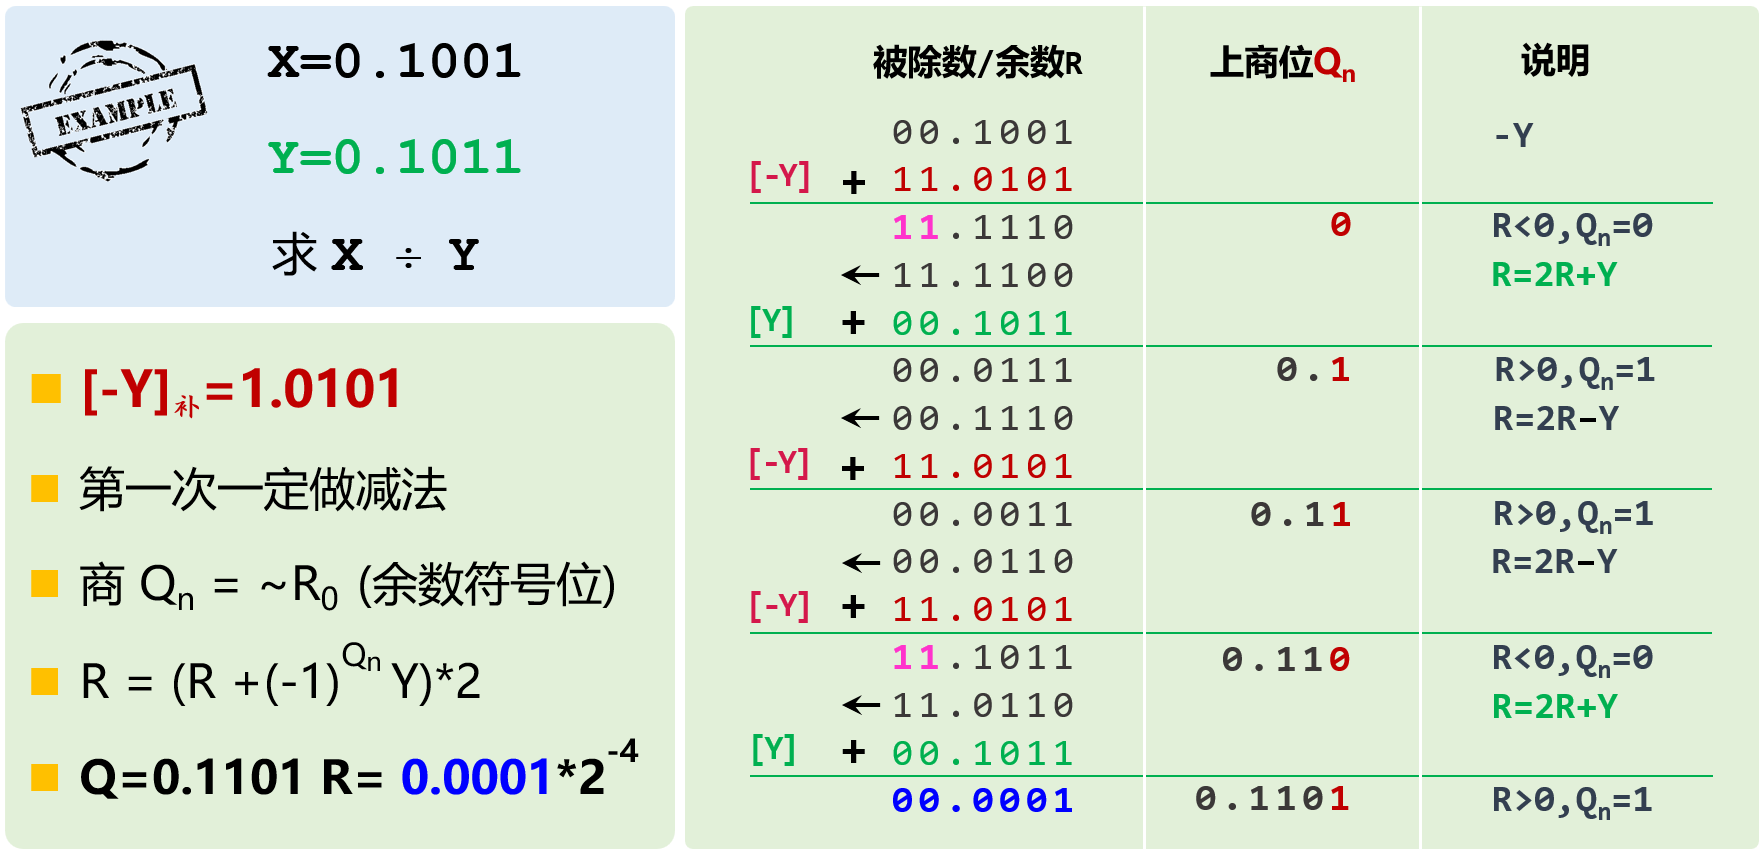 EXAMPLE
X=0.1001
Y=0.1011
求 X ÷ Y
[-Y]补=1.0101
第一次一定做减法
商 Qn = ~R0 (余数符号位)
R = (R +(-1)^Qn Y)*2
Q=0.1101 R= 0.0001*2^-4
被除数/余数R 上商位Qn 说明
00.1001 -Y
[-Y] + 11.0101
11.1110 0 R<0,Qn=0
←11.1100 R=2R+Y
[Y] + 00.1011
00.0111 0.1 R>0,Qn=1
←00.1110 R=2R-Y
[-Y] + 11.0101
00.0011 0.11 R>0,Qn=1
←00.0110 R=2R-Y
[-Y] + 11.0101
11.1011 0.110 R<0,Qn=0
←11.0110 R=2R+Y
[Y] + 00.1011
00.0001 0.1101 R>0,Qn=1